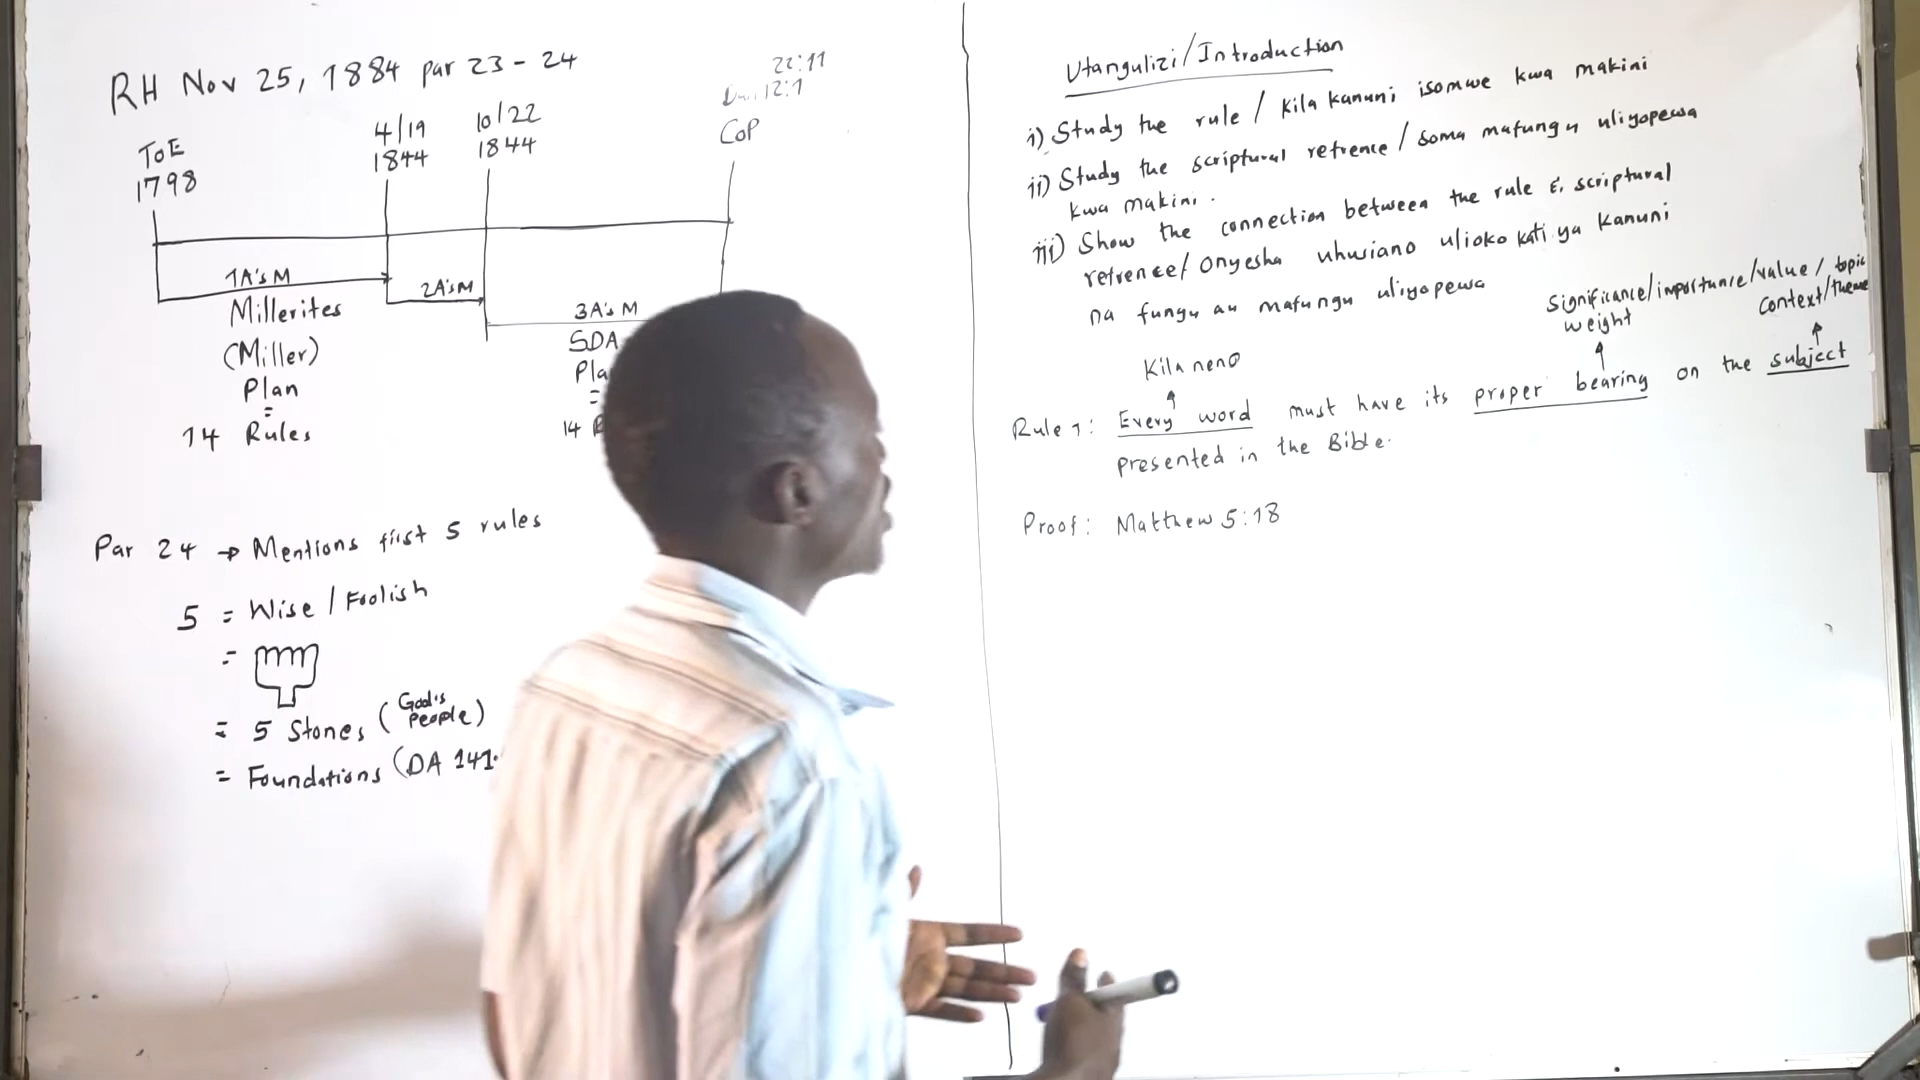 RH Nov 25, 1884 par 23 - 24
22:11
12:1
CoP
ToE
1798
4/19
1844
10/22
1844
1A's M
2A's M
3A's M
Millerites
(Miller)
Plan
=
14 Rules
SDA
Pla
=
14
Par 24 → Mentions first 5 rules
5 = Wise / Foolish
=
= 5 Stones (God's people)
= Foundations (DA 141.
Utangulizi/Introduction
i) Study the rule / kila kanuni isomwe kwa makini
ii) Study the scriptural refrence / soma mafungu uliyopewa
kwa makini.
iii) Show the connection between the rule & scriptural
refrence/ onyesha uhusiano ulioko kati ya kanuni
na fungu au mafungu uliyopewa
Significance/importance/value / topic
weight
context/theme
Kila neno
Rule 1: Every word must have its proper bearing on the subject
presented in the Bible.
Proof: Matthew 5:18